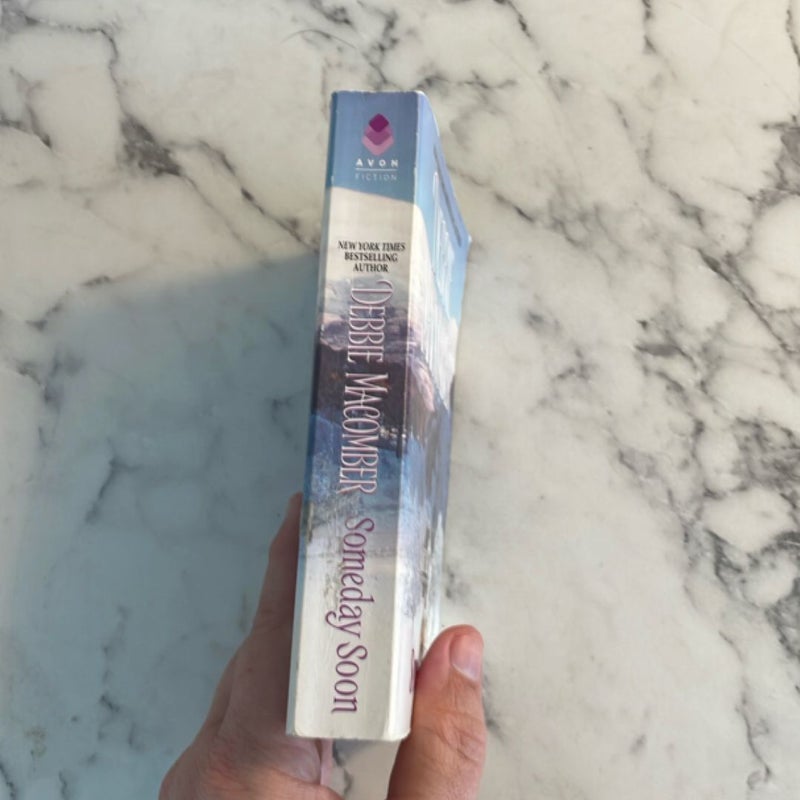 AVON
FICTION
NEW YORK TIMES
BESTSELLING
AUTHOR
DEBBIE MACOMBER
Someday Soon